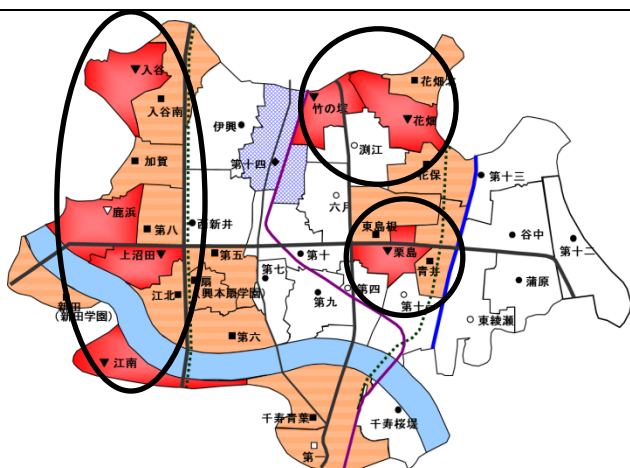 入谷
花畑北
竹の塚
入谷南
花畑
伊興
渕江
加賀
第十四
花保
第十三
六月
鹿浜
西新井
第八
東島根
谷中
第十二
上沼田
第五
第十
栗島
青井
第七
扇
(興本扇学園)
蒲原
江北
第九
第四
第十一
新田
(新田学園)
東綾瀬
第六
江南
千寿青葉
千寿桜堤
第一